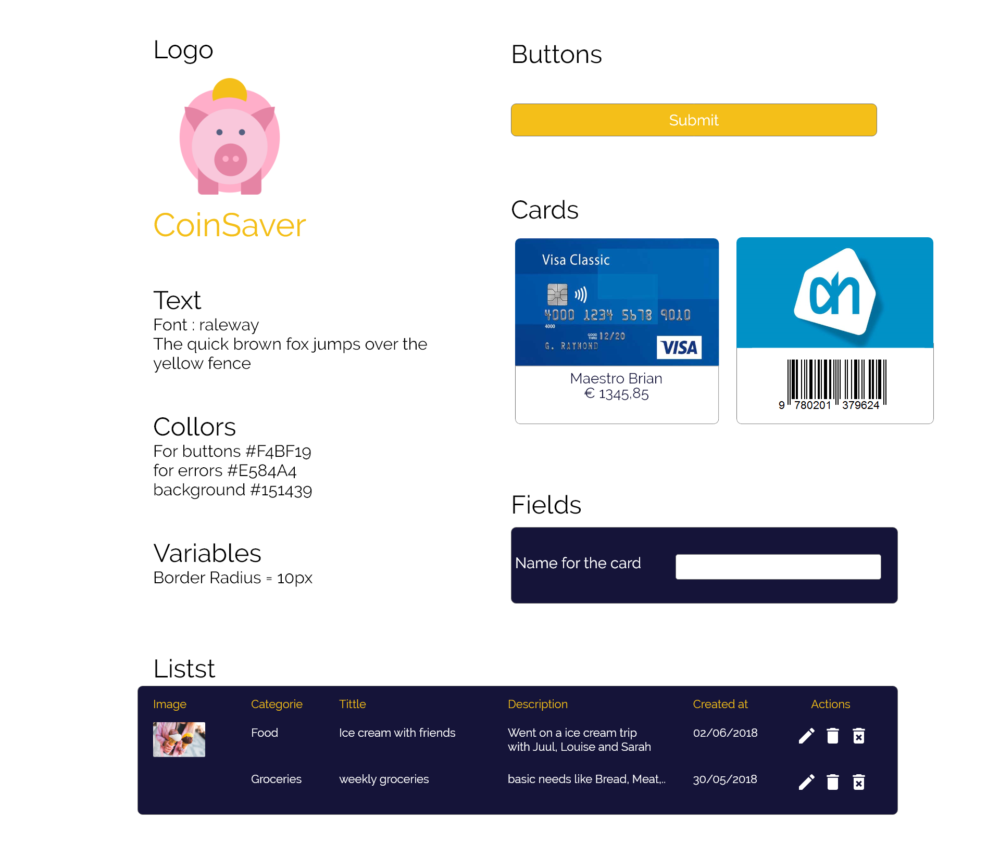 Logo
CoinSaver
Text
Font : raleway
The quick brown fox jumps over the
yellow fence
Collors
For buttons #F4BF19
for errors #E584A4
background #151439
Variables
Border Radius = 10px
Buttons
Submit
Cards
Visa Classic
4000 1234 5678 9010
4000
GOOD
THRU 12/20
G. RAYMOND
VISA
Maestro Brian
€ 1345,85
ah
9 780201 379624
Fields
Name for the card
Listst
Image Categorie Tittle Description Created at Actions
Food Ice cream with friends Went on a ice cream trip 02/06/2018
with Juul, Louise and Sarah
Groceries weekly groceries basic needs like Bread, Meat,.. 30/05/2018